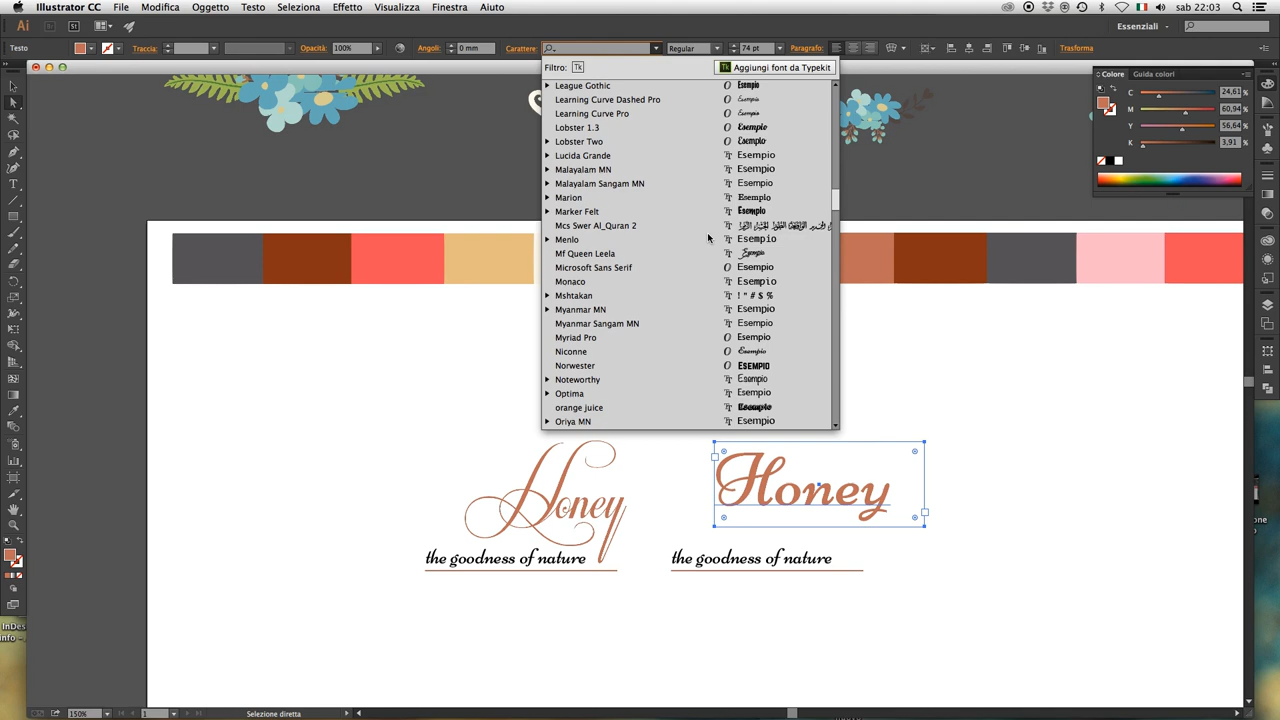 Illustrator CC File Modifica Oggetto Testo Seleziona Effetto Visualizza Finestra Aiuto sab 22:03
Ai Br St Essenziali
Testo Traccia: Opacità: 100% Angoli: 0 mm Carattere: Regular 74 pt Paragrafo: Trasforma
Filtro: Tk Tk Aggiungi font da Typekit
League Gothic Esempio
Learning Curve Dashed Pro Esempio
Learning Curve Pro Esempio
Lobster 1.3 Esempio
Lobster Two Esempio
Lucida Grande Esempio
Malayalam MN Esempio
Malayalam Sangam MN Esempio
Marion Esempio
Marker Felt Esempio
Mcs Swer Al_Quran 2
Menlo Esempio
Mf Queen Leela Esempio
Microsoft Sans Serif Esempio
Monaco Esempio
Mshtakan ! " # $ %
Myanmar MN Esempio
Myanmar Sangam MN Esempio
Myriad Pro Esempio
Niconne Esempio
Norwester ESEMPIO
Noteworthy Esempio
Optima Esempio
orange juice Esempio
Oriya MN Esempio
Colore Guida colori
C 24,61 %
M 60,94 %
Y 56,64 %
K 3,91 %
Honey
the goodness of nature
Honey
the goodness of nature
InDes
info -
150% 1 Selezione diretta